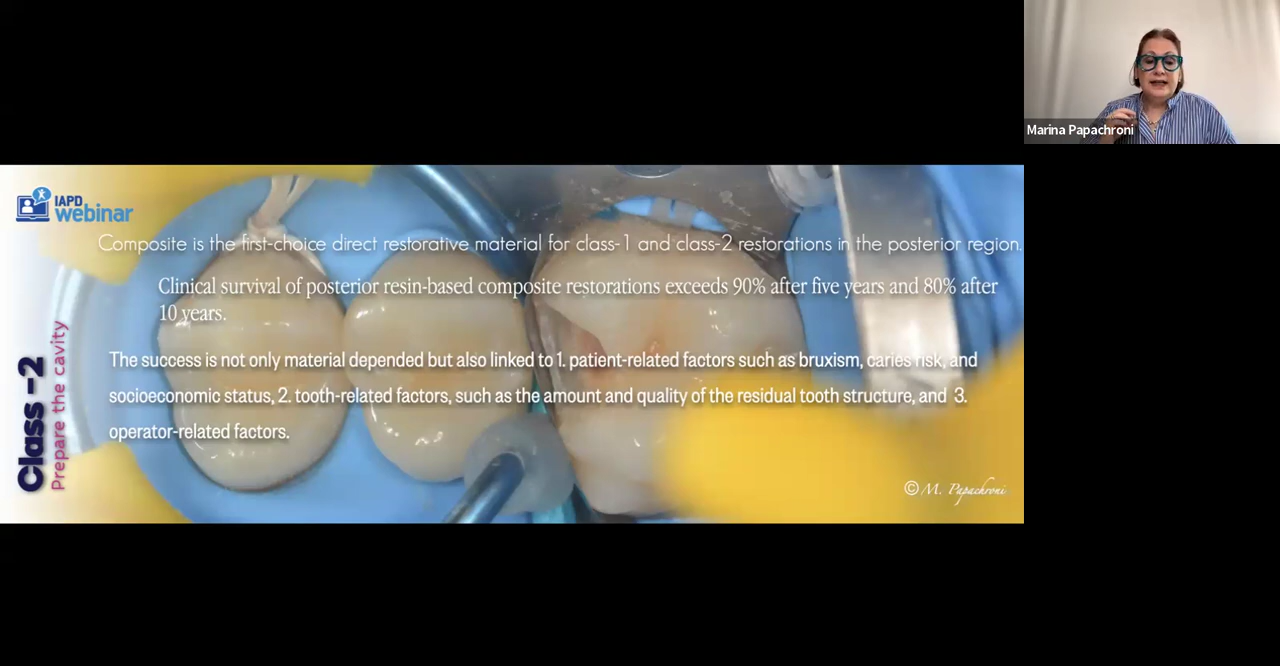 Marina Papachroni
IAPD
webinar
Composite is the first-choice direct restorative material for class-1 and class-2 restorations in the posterior region.
Clinical survival of posterior resin-based composite restorations exceeds 90% after five years and 80% after
10 years.
The success is not only material depended but also linked to 1. patient-related factors such as bruxism, caries risk, and
socioeconomic status, 2. tooth-related factors, such as the amount and quality of the residual tooth structure, and 3.
operator-related factors.
Class -2
Prepare the cavity
© M. Papachroni